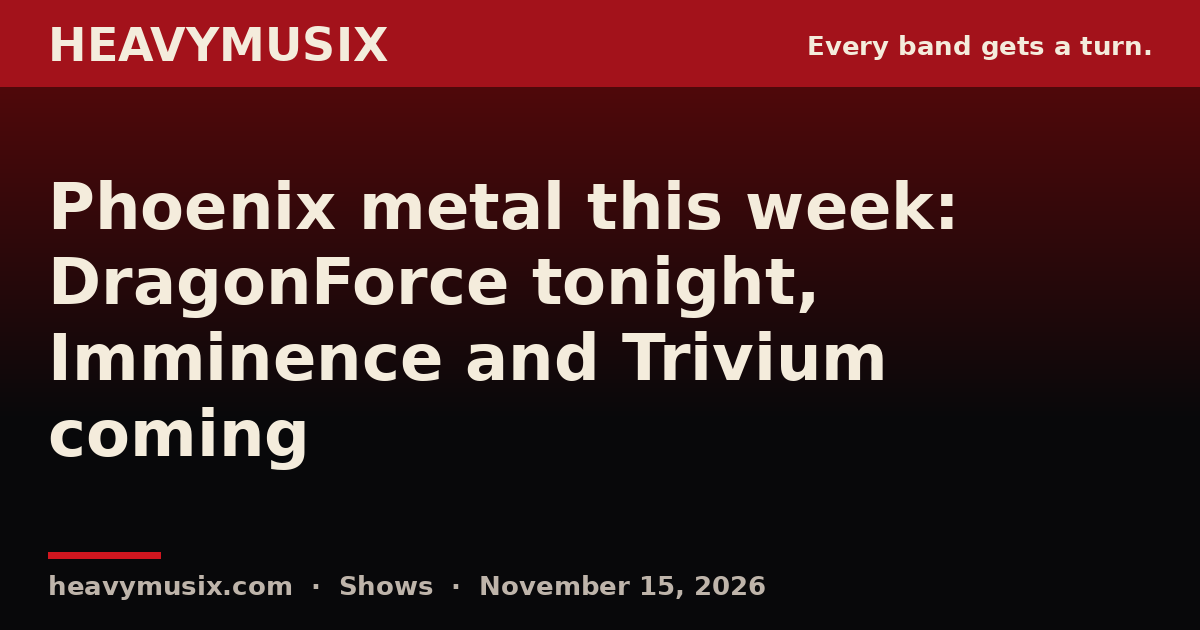 HEAVYMUSIX
Every band gets a turn.
Phoenix metal this week:
DragonForce tonight,
Imminence and Trivium
coming
heavymusix.com · Shows · November 15, 2026